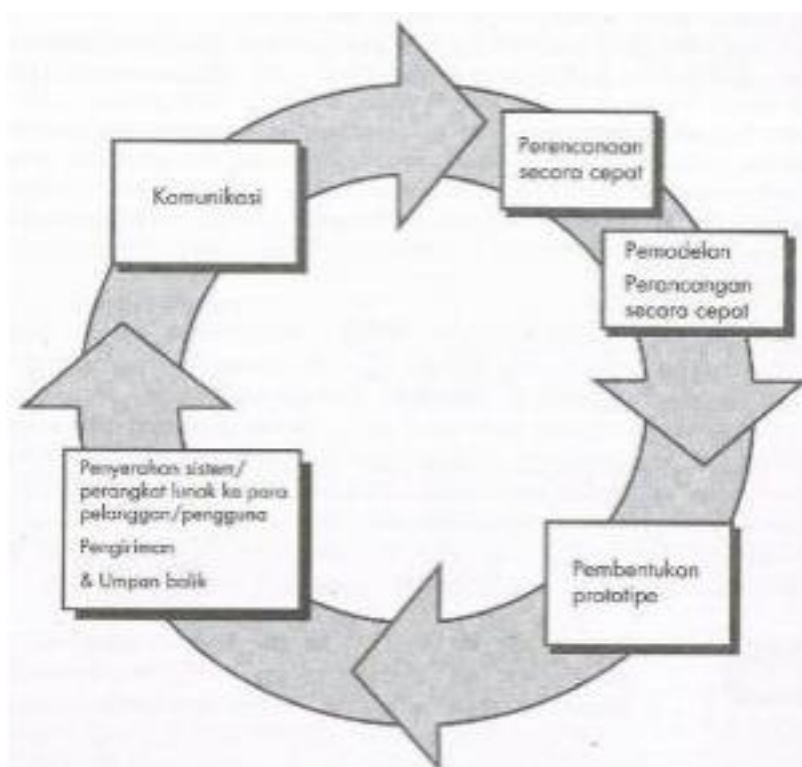 Komunikasi
Perencanaan
secara cepat
Pemodelan
Perancangan
secara cepat
Pembentukan
prototipe
Penyerahan sistem/
perangkat lunak ke para
pelanggan/pengguna
Pengiriman
& Umpan balik